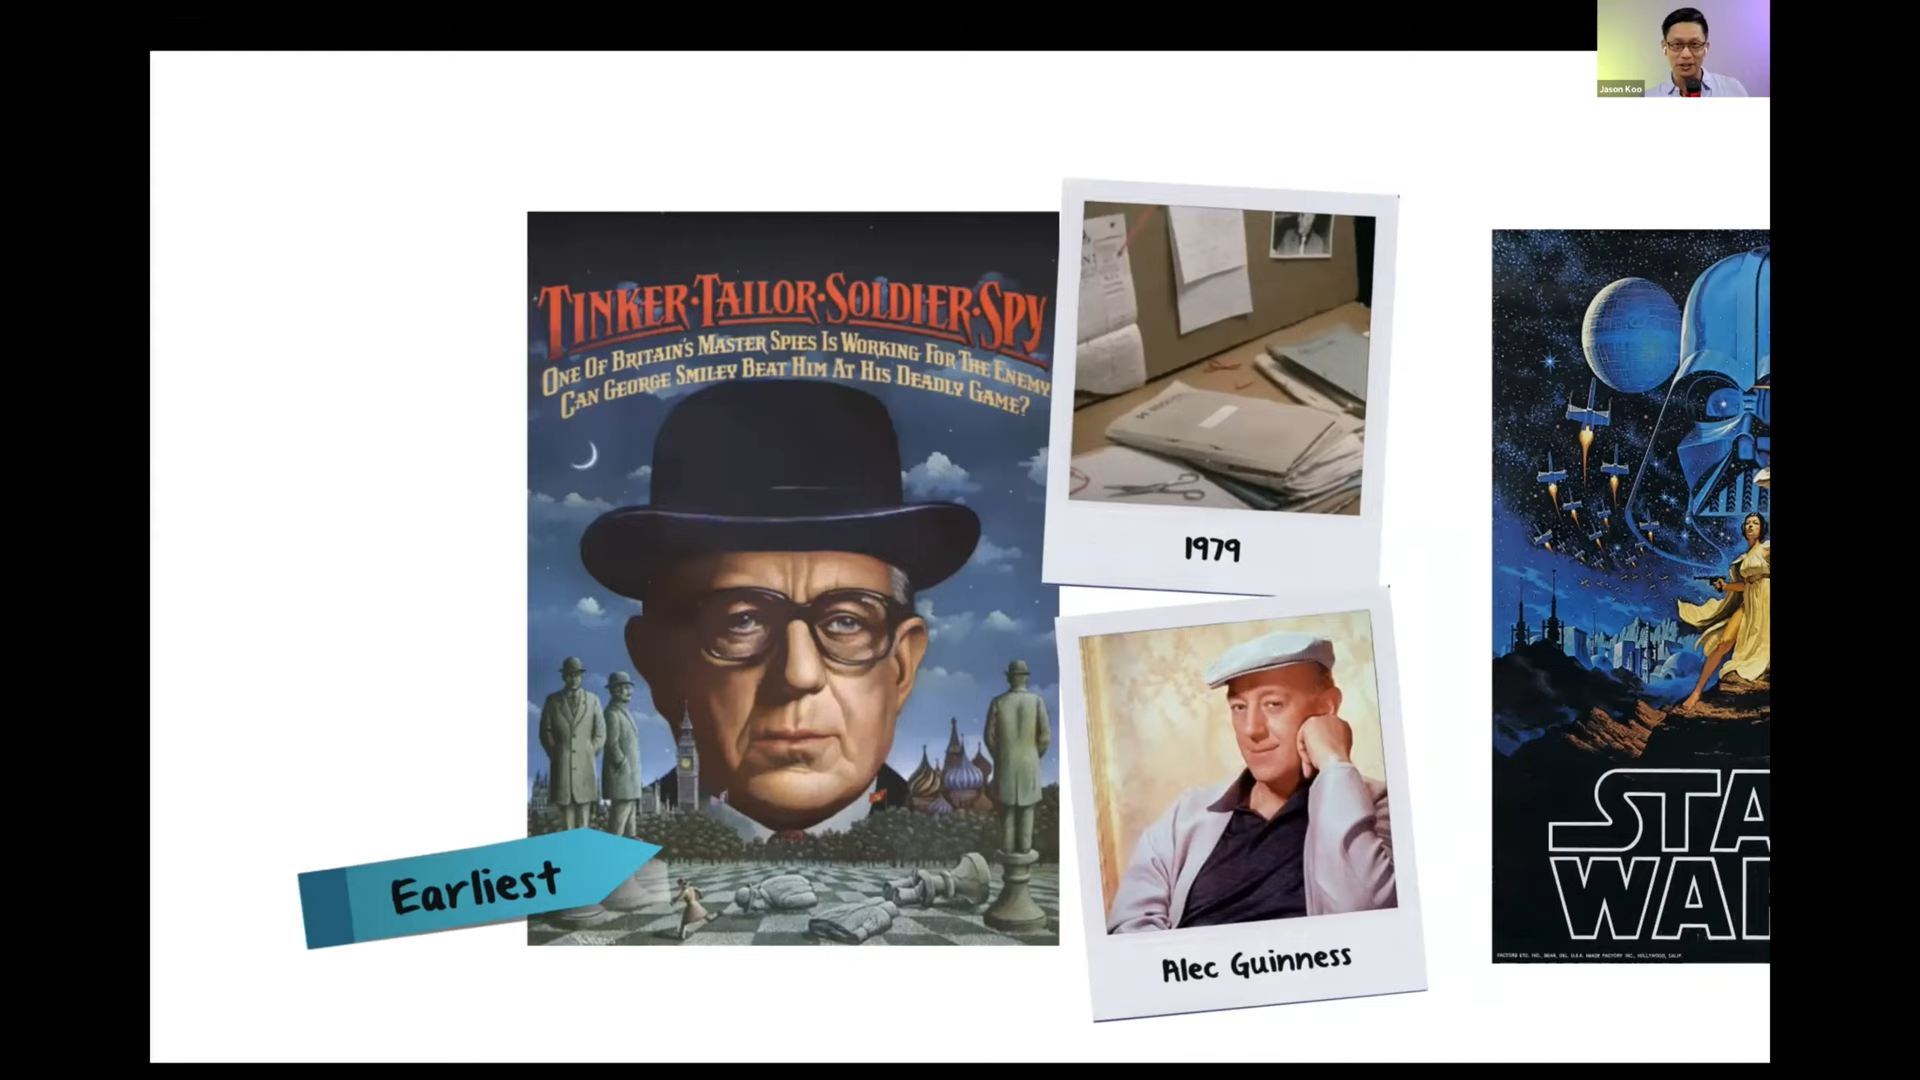 Jason Koo
TINKER·TAILOR·SOLDIER·SPY
ONE OF BRITAIN'S MASTER SPIES IS WORKING FOR THE ENEMY
CAN GEORGE SMILEY BEAT HIM AT HIS DEADLY GAME?
1979
Earliest
Alec Guinness
STA
WA